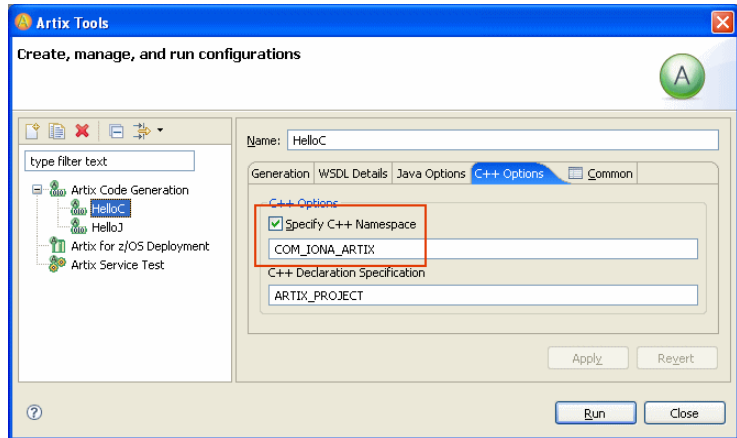 Artix Tools
Create, manage, and run configurations
A
type filter text
Artix Code Generation
HelloC
HelloJ
Artix for z/OS Deployment
Artix Service Test
Name: HelloC
Generation WSDL Details Java Options C++ Options Common
C++ Options
Specify C++ Namespace
COM_IONA_ARTIX
C++ Declaration Specification
ARTIX_PROJECT
Apply Revert
? Run Close